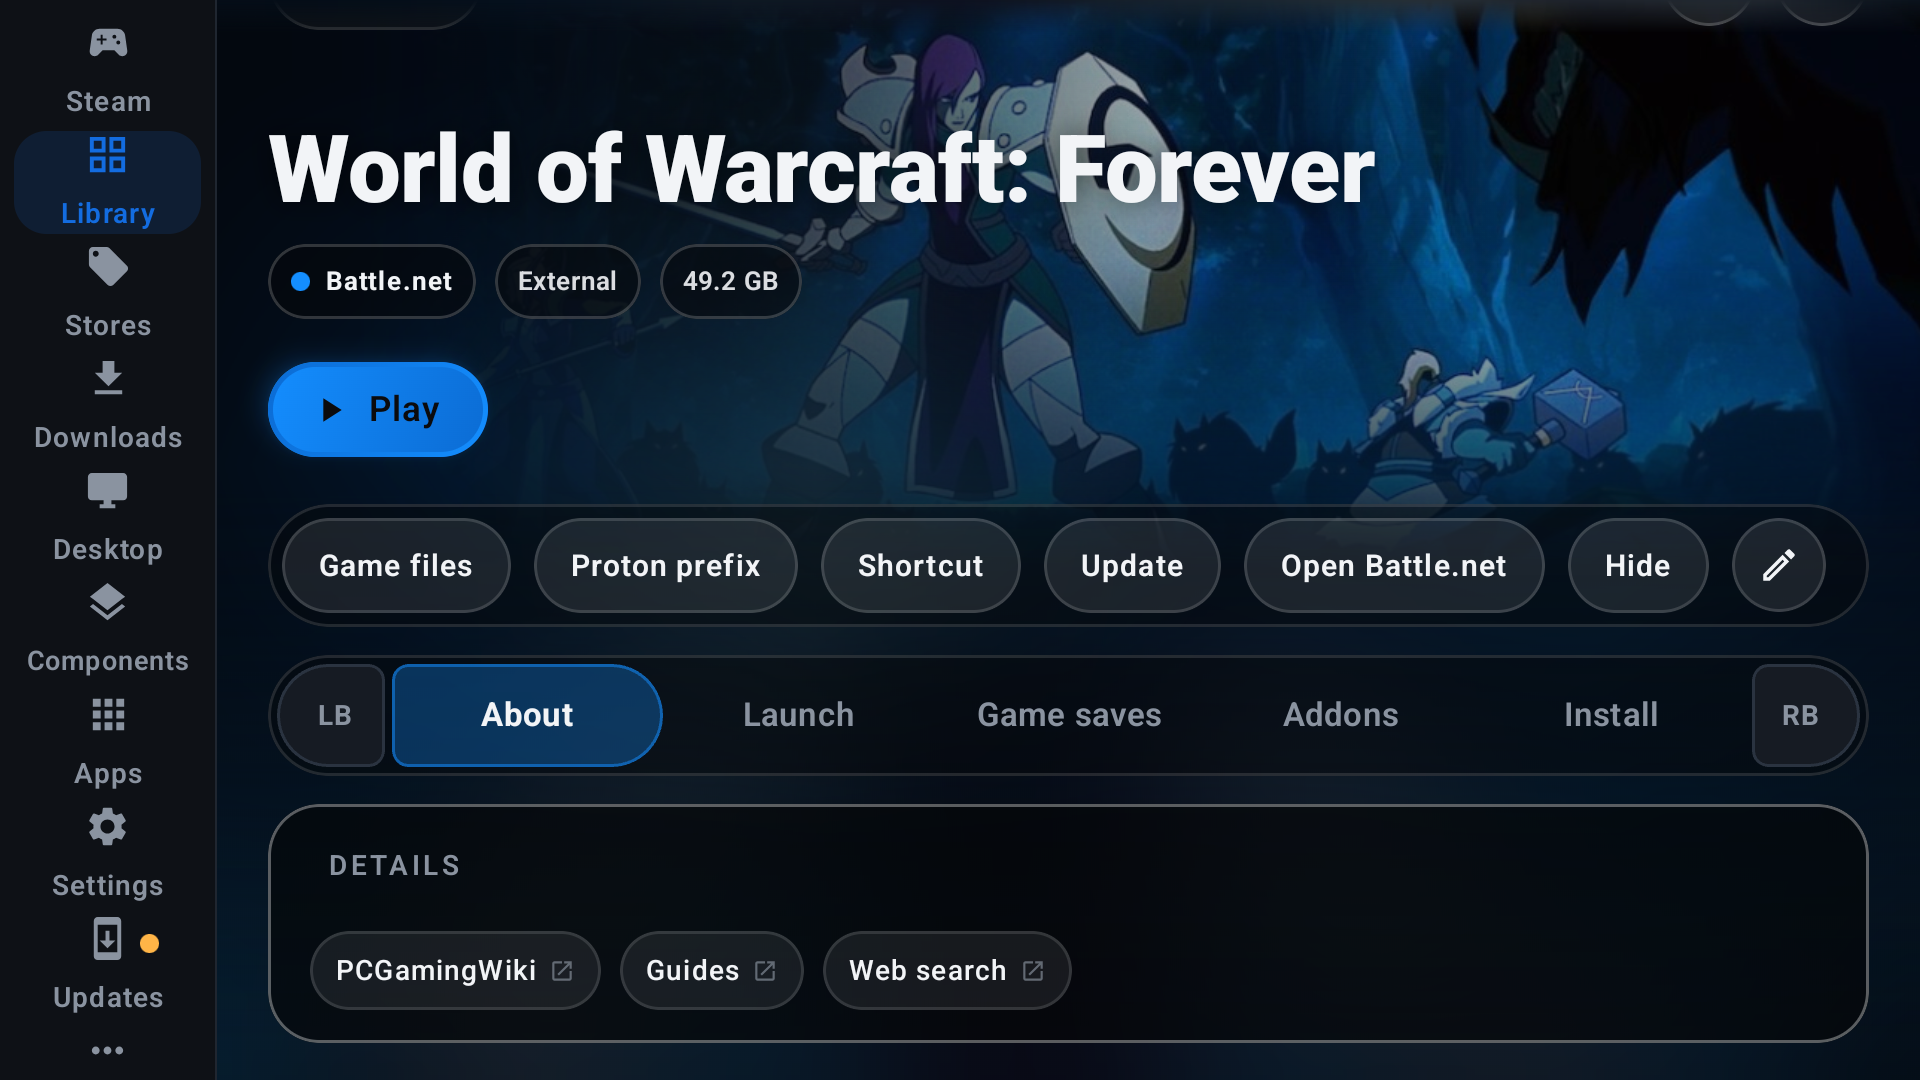 Steam
Library
Stores
Downloads
Desktop
Components
Apps
Settings
Updates
World of Warcraft: Forever
Battle.net External 49.2 GB
Play
Game files Proton prefix Shortcut Update Open Battle.net Hide
LB About Launch Game saves Addons Install RB
DETAILS
PCGamingWiki Guides Web search